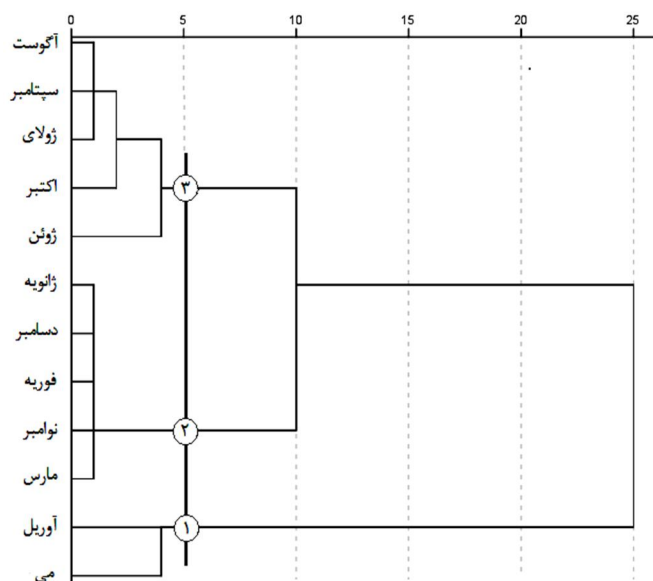 0 5 10 15 20 25
آگوست
سپتامبر
ژولای
اکتبر
۳
ژوئن
ژانویه
دسامبر
فوریه
نوامبر
۲
مارس
آوریل
۱
می